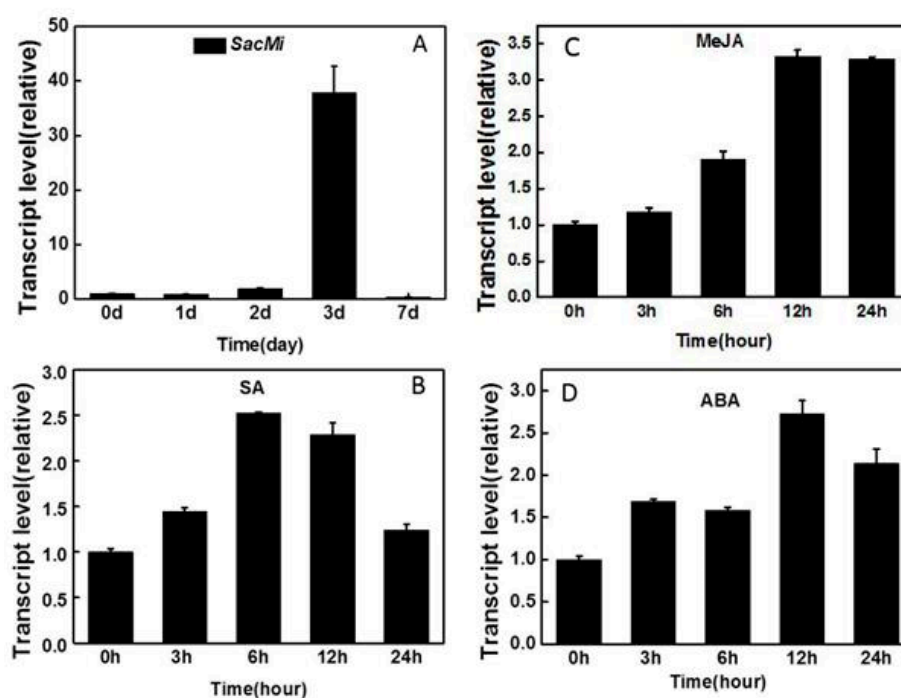 SacMi
A
Transcript level(relative)
50
40
30
20
10
0
0d 1d 2d 3d 7d
Time(day)
C
MeJA
Transcript level(relative)
3.5
3.0
2.5
2.0
1.5
1.0
0.5
0.0
0h 3h 6h 12h 24h
Time(hour)
SA
B
Transcript level(relative)
3.0
2.5
2.0
1.5
1.0
0.5
0.0
0h 3h 6h 12h 24h
Time(hour)
D
ABA
Transcript level(relative)
3.0
2.5
2.0
1.5
1.0
0.5
0.0
0h 3h 6h 12h 24h
Time(hour)